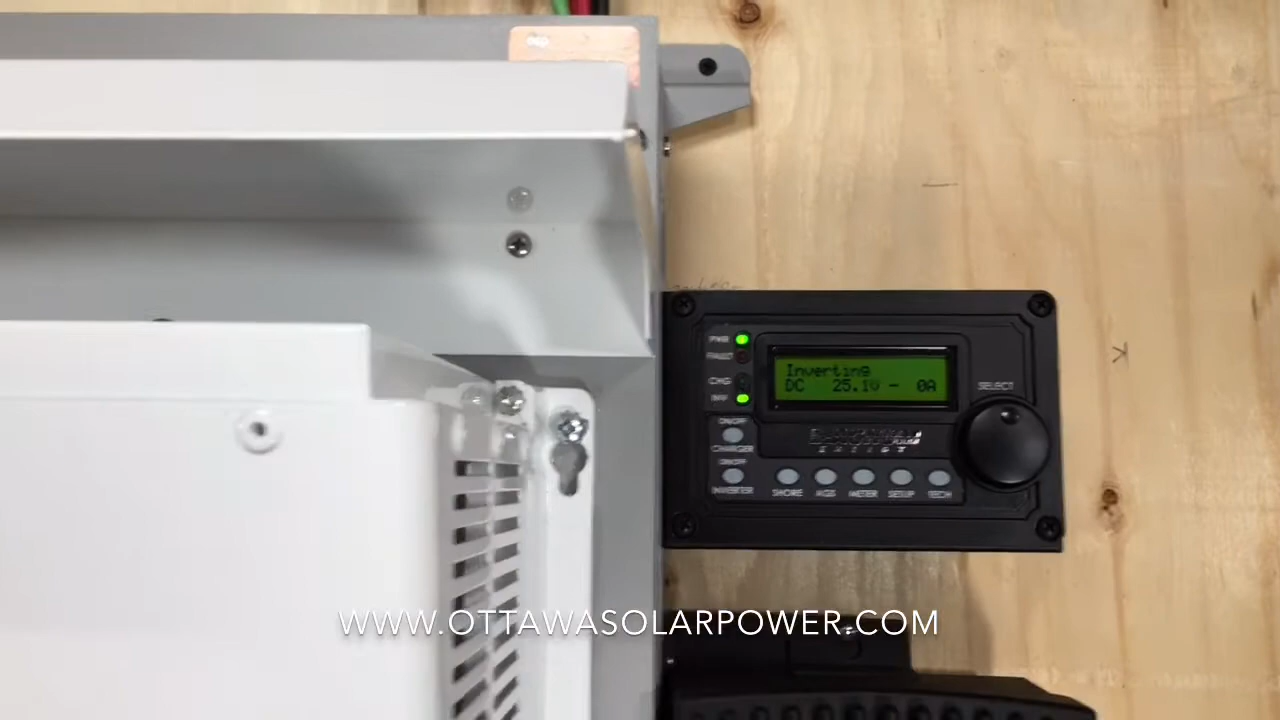 PWR
FAULT
CHG
INV
Inverting
DC 25.1V - 0A
SELECT
ON/OFF
CHARGER
ON/OFF
INVERTER
SHORE
AGS
METER
SETUP
TECH
WWW.OTTAWASOLARPOWER.COM